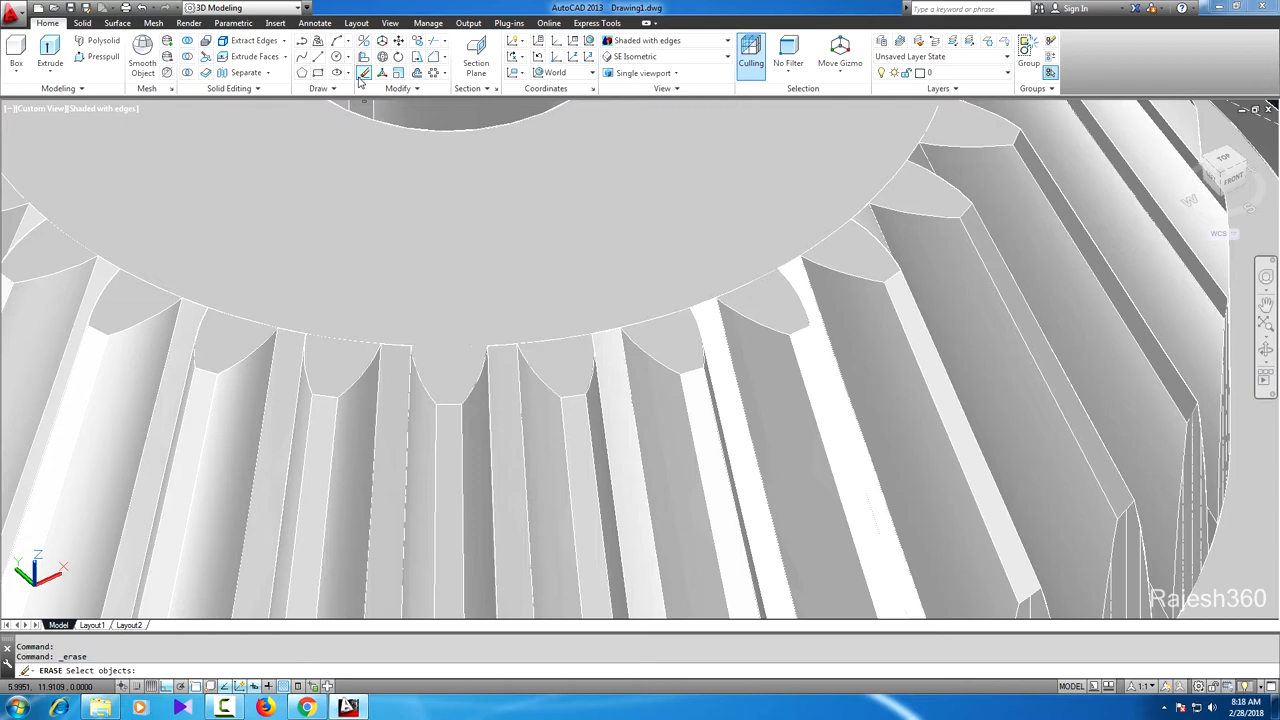 3D Modeling
AutoCAD 2013 Drawing1.dwg
Type a keyword or phrase
Sign In
Home Solid Surface Mesh Render Parametric Insert Annotate Layout View Manage Output Plug-ins Online Express Tools
Box
Extrude
Polysolid
Presspull
Smooth Object
Extract Edges
Extrude Faces
Separate
Section Plane
World
Shaded with edges
SE Isometric
Single viewport
Culling
No Filter
Move Gizmo
Unsaved Layer State
0
Group
Modeling
Mesh
Solid Editing
Draw
Modify
Section
Coordinates
View
Selection
Layers
Groups
[−][Custom View][Shaded with edges]
TOP
FRONT
W
S
WCS
Z
Y
X
Rajesh360
Model Layout1 Layout2
Command:
Command: _erase
ERASE Select objects:
5.9951, 11.9109, 0.0000
MODEL
1:1
8:18 AM
2/28/2018